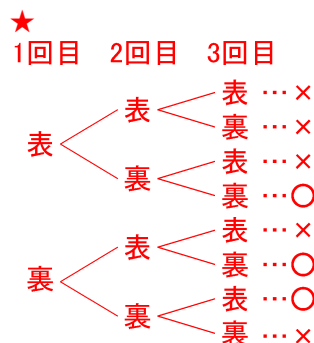 ★
1回目 2回目 3回目
表 … ×
表
裏 … ×
表
表 … ×
裏
裏 … ○
表 … ×
表
裏 … ○
裏
表 … ○
裏
裏 … ×